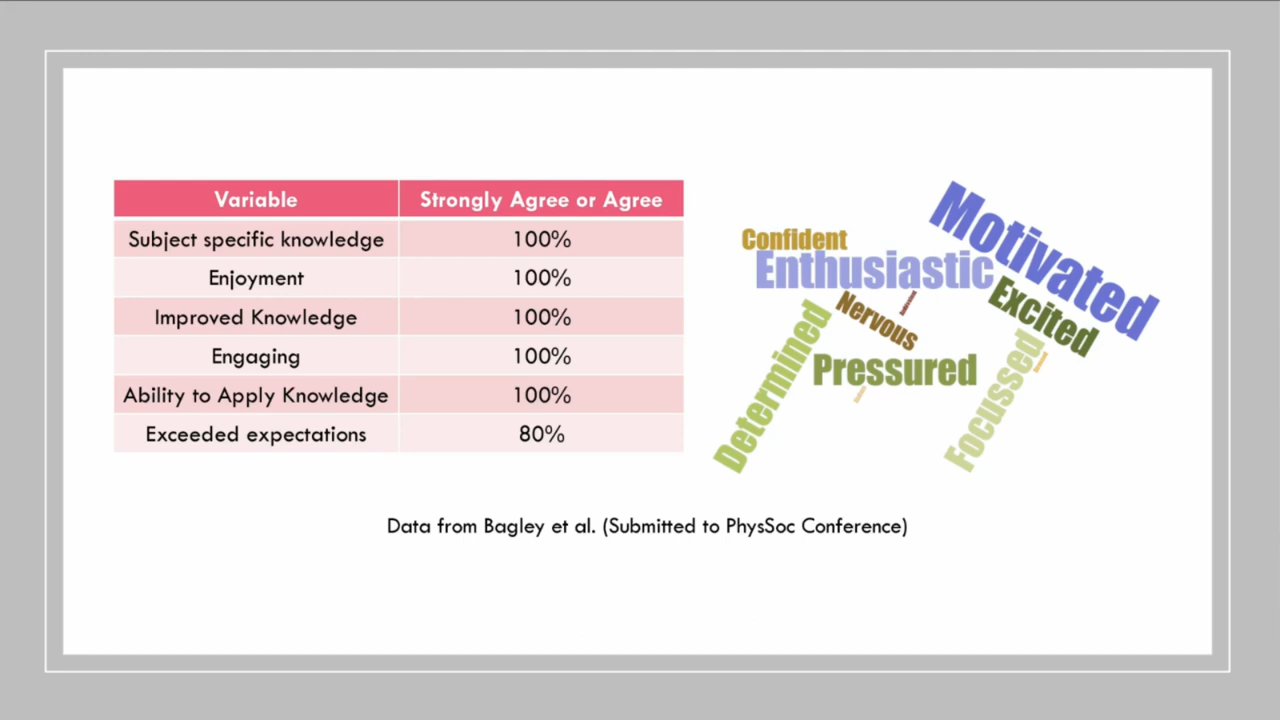 Variable Strongly Agree or Agree
Subject specific knowledge 100%
Enjoyment 100%
Improved Knowledge 100%
Engaging 100%
Ability to Apply Knowledge 100%
Exceeded expectations 80%
Motivated
Confident
Enthusiastic
Excited
Nervous
Pressured
Determined
Focussed
Data from Bagley et al. (Submitted to PhysSoc Conference)